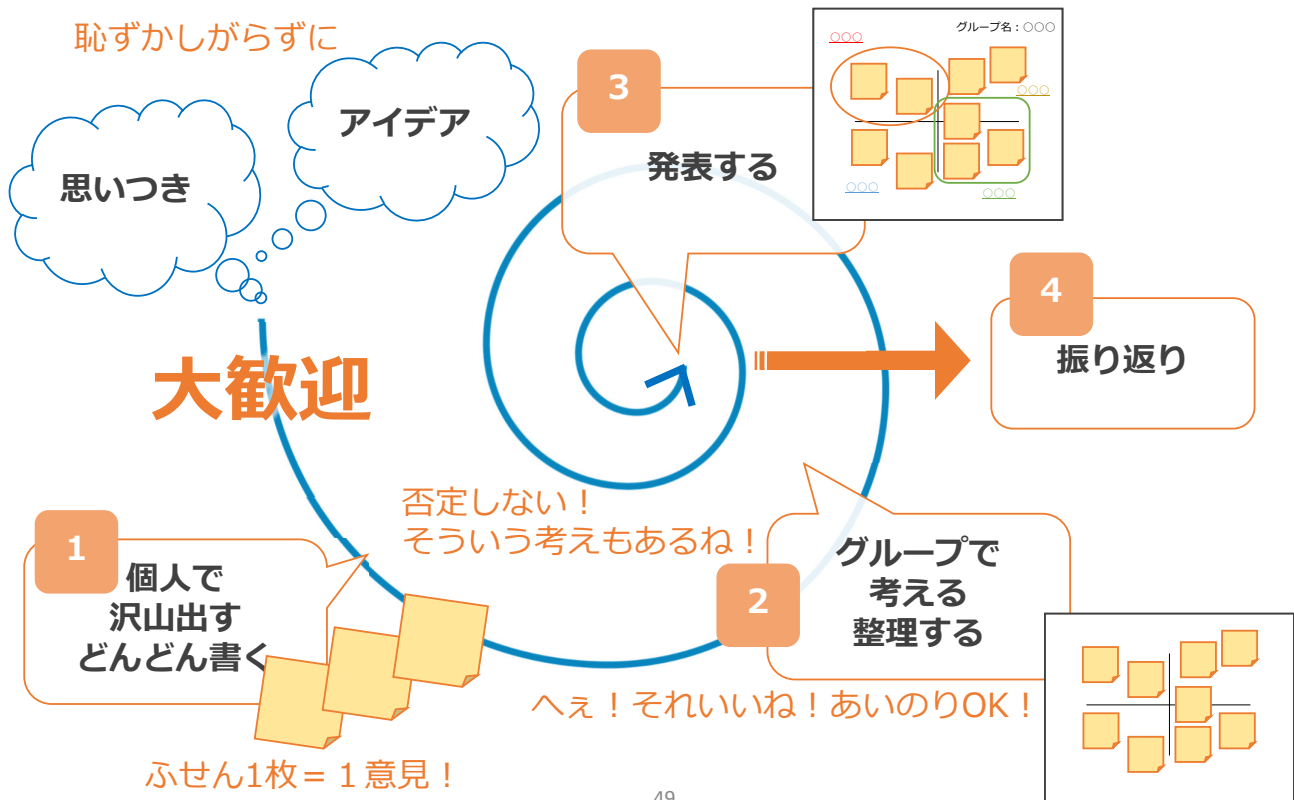 恥ずかしがらずに
アイデア
思いつき
大歓迎
1
個人で
沢山出す
どんどん書く
ふせん1枚＝１意見！
否定しない！
そういう考えもあるね！
2
グループで
考える
整理する
へぇ！それいいね！あいのりOK！
3
発表する
グループ名：○○○
○○○
○○○
○○○
○○○
4
振り返り
49